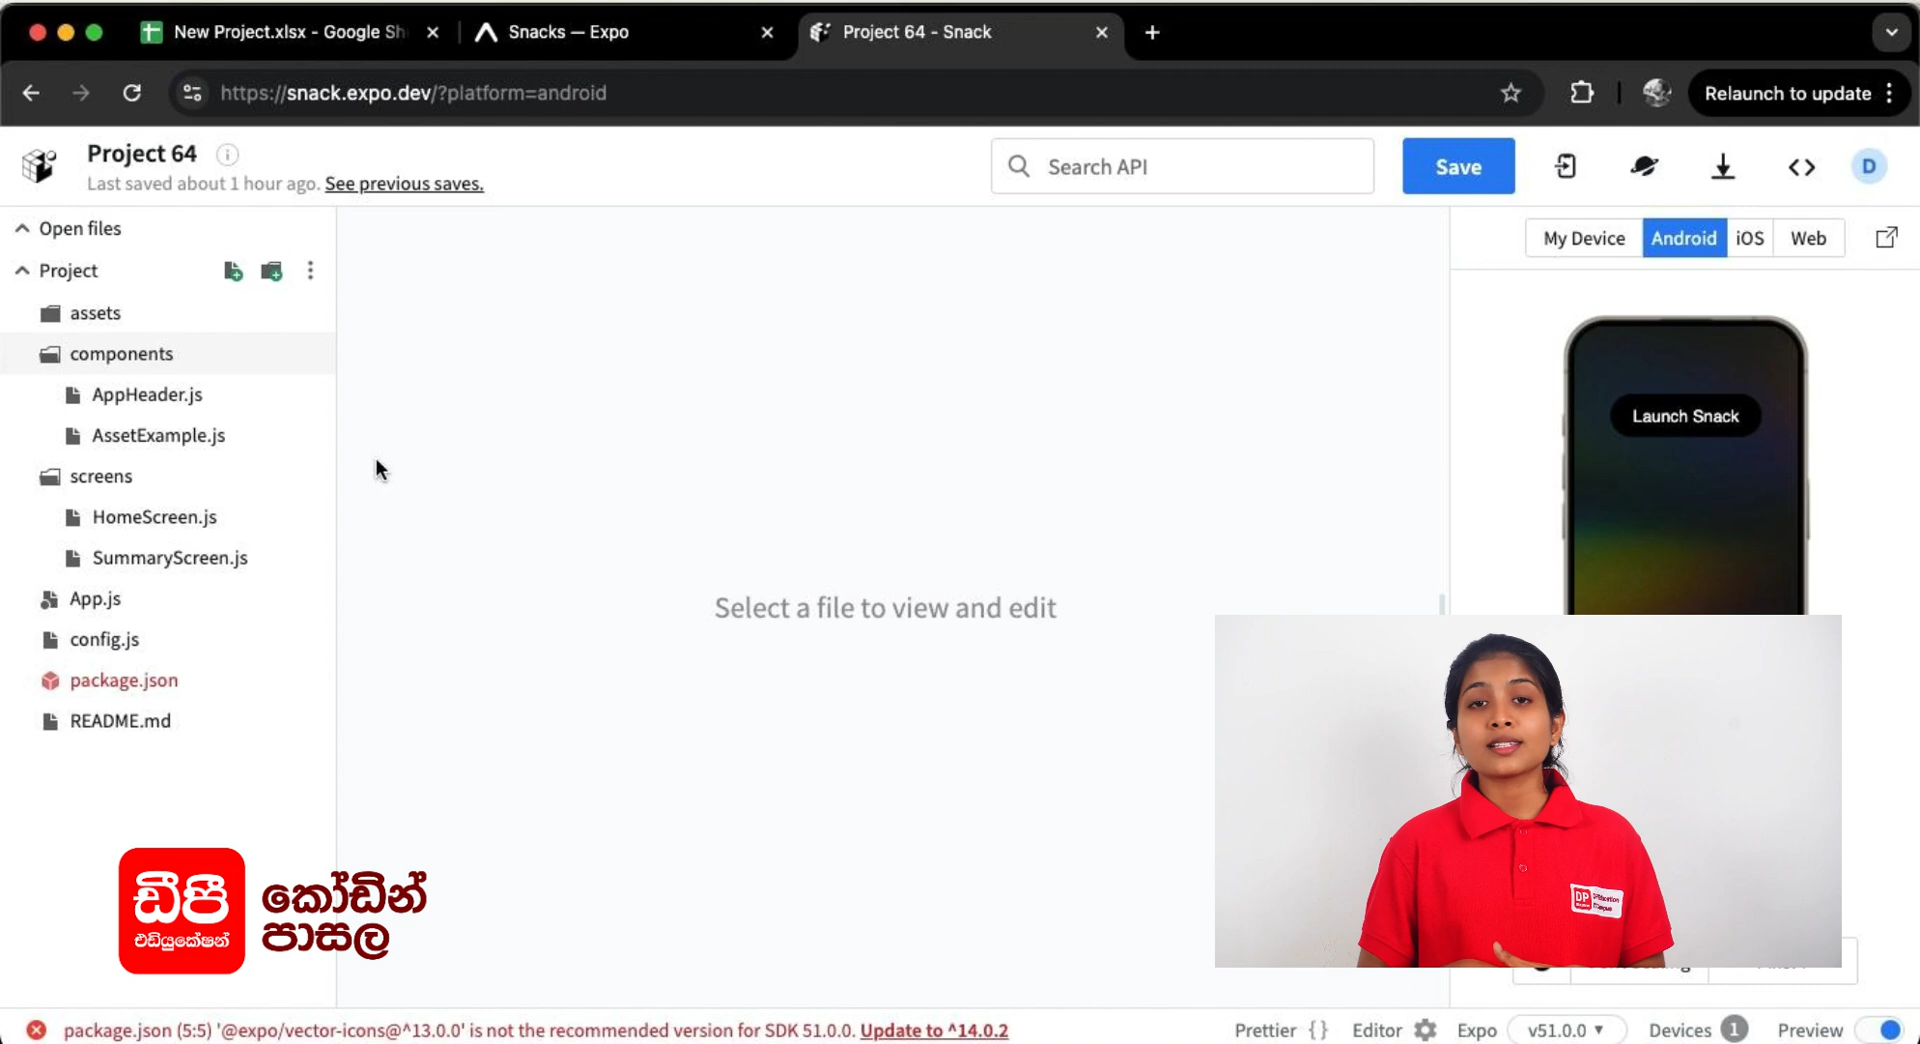 New Project.xlsx - Google Sh
Snacks — Expo
Project 64 - Snack
https://snack.expo.dev/?platform=android
Relaunch to update
Project 64
Last saved about 1 hour ago. See previous saves.
Search API
Save
D
Open files
Project
assets
components
AppHeader.js
AssetExample.js
screens
HomeScreen.js
SummaryScreen.js
App.js
config.js
package.json
README.md
Select a file to view and edit
My Device
Android
iOS
Web
Launch Snack
DP
ඩීපී
එඩියුකේෂන්
කෝඩින්
පාසල
package.json (5:5) '@expo/vector-icons@^13.0.0' is not the recommended version for SDK 51.0.0. Update to ^14.0.2
Prettier { }
Editor
Expo
v51.0.0
Devices 1
Preview